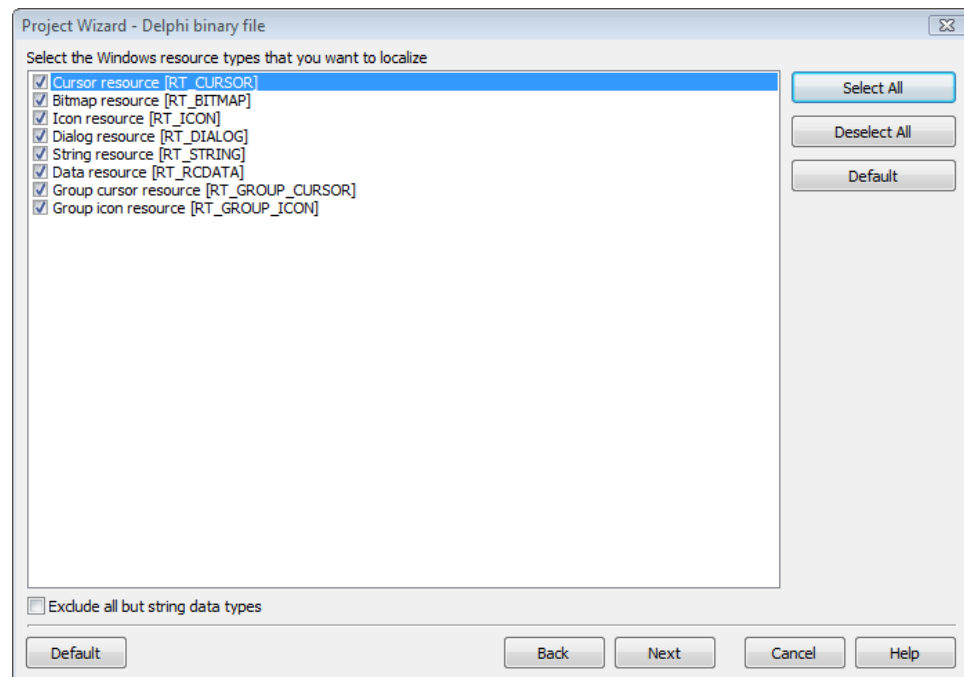 Project Wizard - Delphi binary file
Select the Windows resource types that you want to localize
Cursor resource [RT_CURSOR]
Bitmap resource [RT_BITMAP]
Icon resource [RT_ICON]
Dialog resource [RT_DIALOG]
String resource [RT_STRING]
Data resource [RT_RCDATA]
Group cursor resource [RT_GROUP_CURSOR]
Group icon resource [RT_GROUP_ICON]
Select All
Deselect All
Default
Exclude all but string data types
Default
Back
Next
Cancel
Help